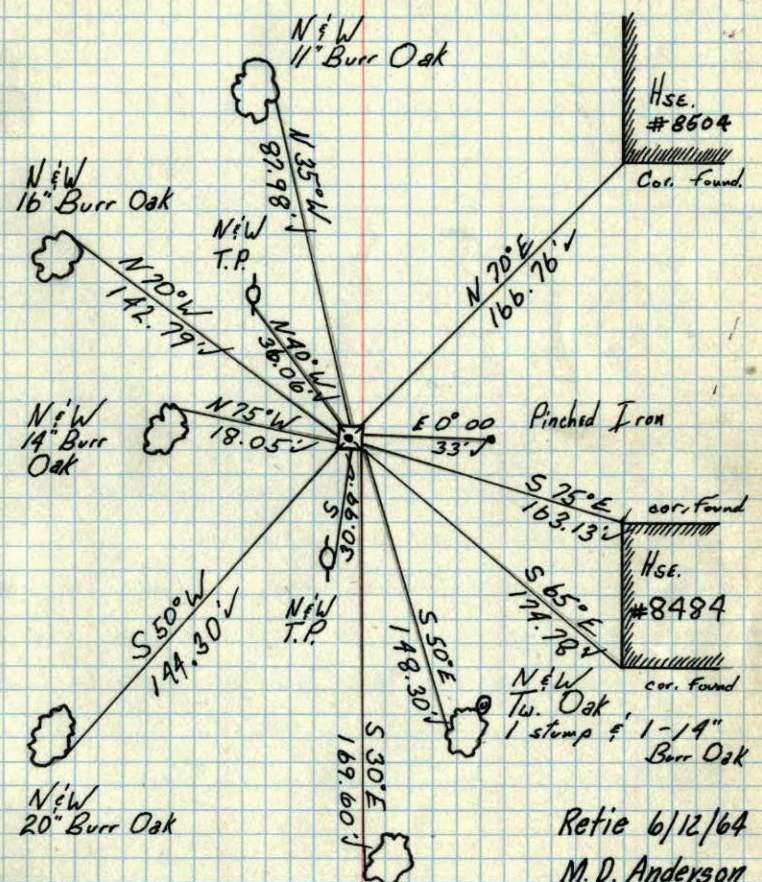 N & W
11" Burr Oak
N 35° W
87.98' ✓
Hse.
#8504
Cor. Found.
N 70° E
166.76' ✓
N & W
16" Burr Oak
N 70° W
142.79' ✓
N & W
T.P.
N 40° W
36.06' ✓
N & W
14" Burr
Oak
N 75° W
18.05' ✓
E 0° 00
33' ✓
Pinched Iron
S 75° E
163.13' ✓
cor. Found
Hse.
#8484
S 65° E
174.78' ✓
cor. Found
S
30.99' ✓
N & W
T.P.
S 50° W
144.30' ✓
N & W
20" Burr Oak
S 50° E
148.30' ✓
N & W
Tw. Oak
1 stump & 1-14"
Burr Oak
S 30° E
169.60' ✓
Retie 6/12/64
M.D. Anderson